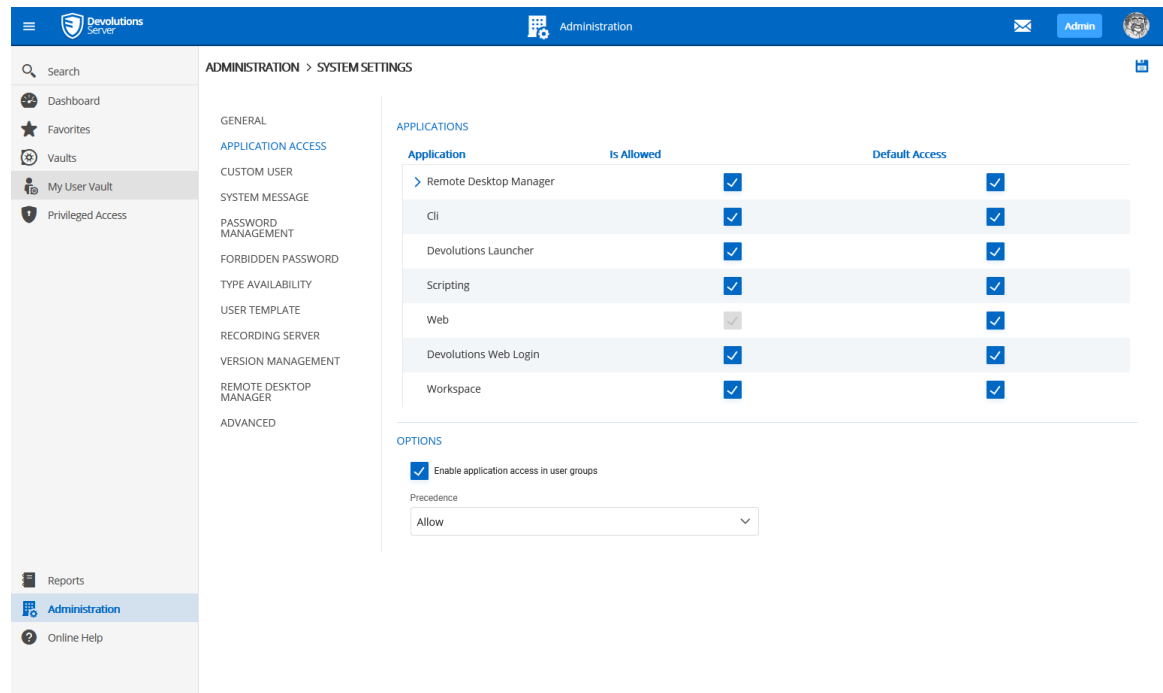 Devolutions
Server
Administration
Admin
Search
Dashboard
Favorites
Vaults
My User Vault
Privileged Access
Reports
Administration
Online Help
ADMINISTRATION > SYSTEM SETTINGS
GENERAL
APPLICATION ACCESS
CUSTOM USER
SYSTEM MESSAGE
PASSWORD
MANAGEMENT
FORBIDDEN PASSWORD
TYPE AVAILABILITY
USER TEMPLATE
RECORDING SERVER
VERSION MANAGEMENT
REMOTE DESKTOP
MANAGER
ADVANCED
APPLICATIONS
Application Is Allowed Default Access
Remote Desktop Manager
Cli
Devolutions Launcher
Scripting
Web
Devolutions Web Login
Workspace
OPTIONS
Enable application access in user groups
Precedence
Allow